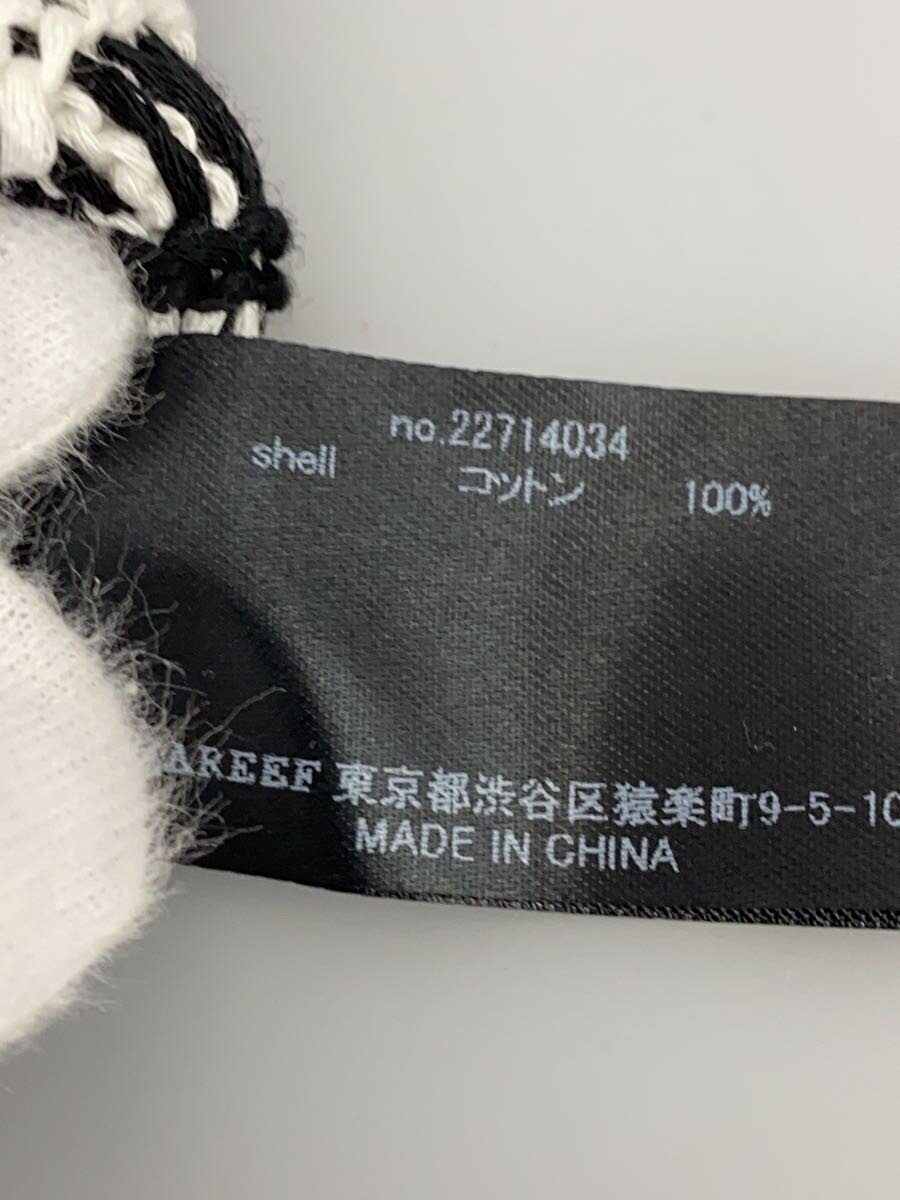 no.22714034
shell コットン 100%
AREEF 東京都渋谷区猿楽町9-5-10
MADE IN CHINA